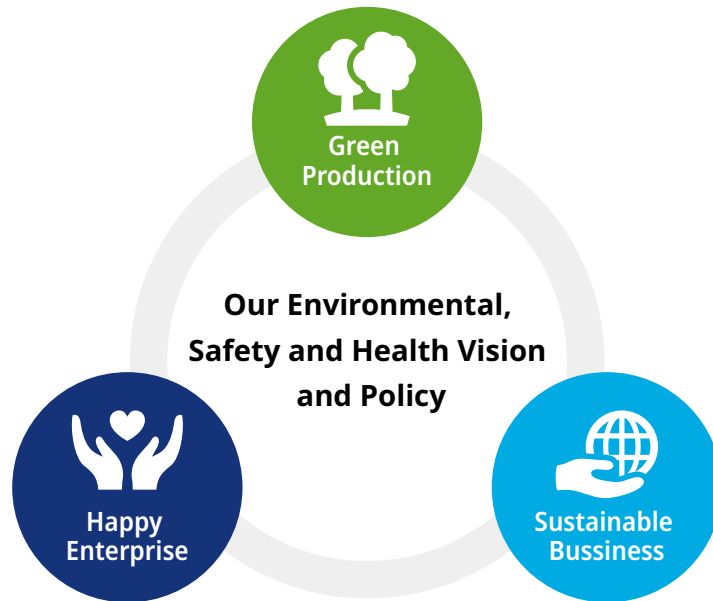 Green
Production
Our Environmental,
Safety and Health Vision
and Policy
Happy
Enterprise
Sustainable
Bussiness